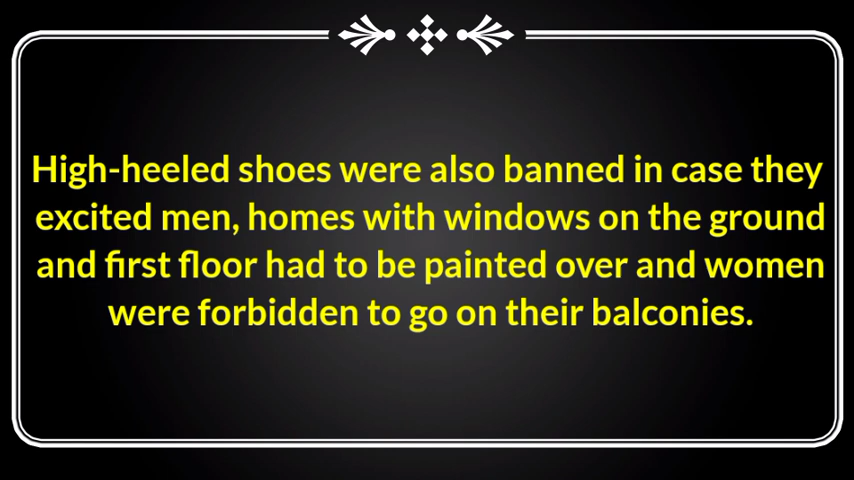 High-heeled shoes were also banned in case they
excited men, homes with windows on the ground
and first floor had to be painted over and women
were forbidden to go on their balconies.